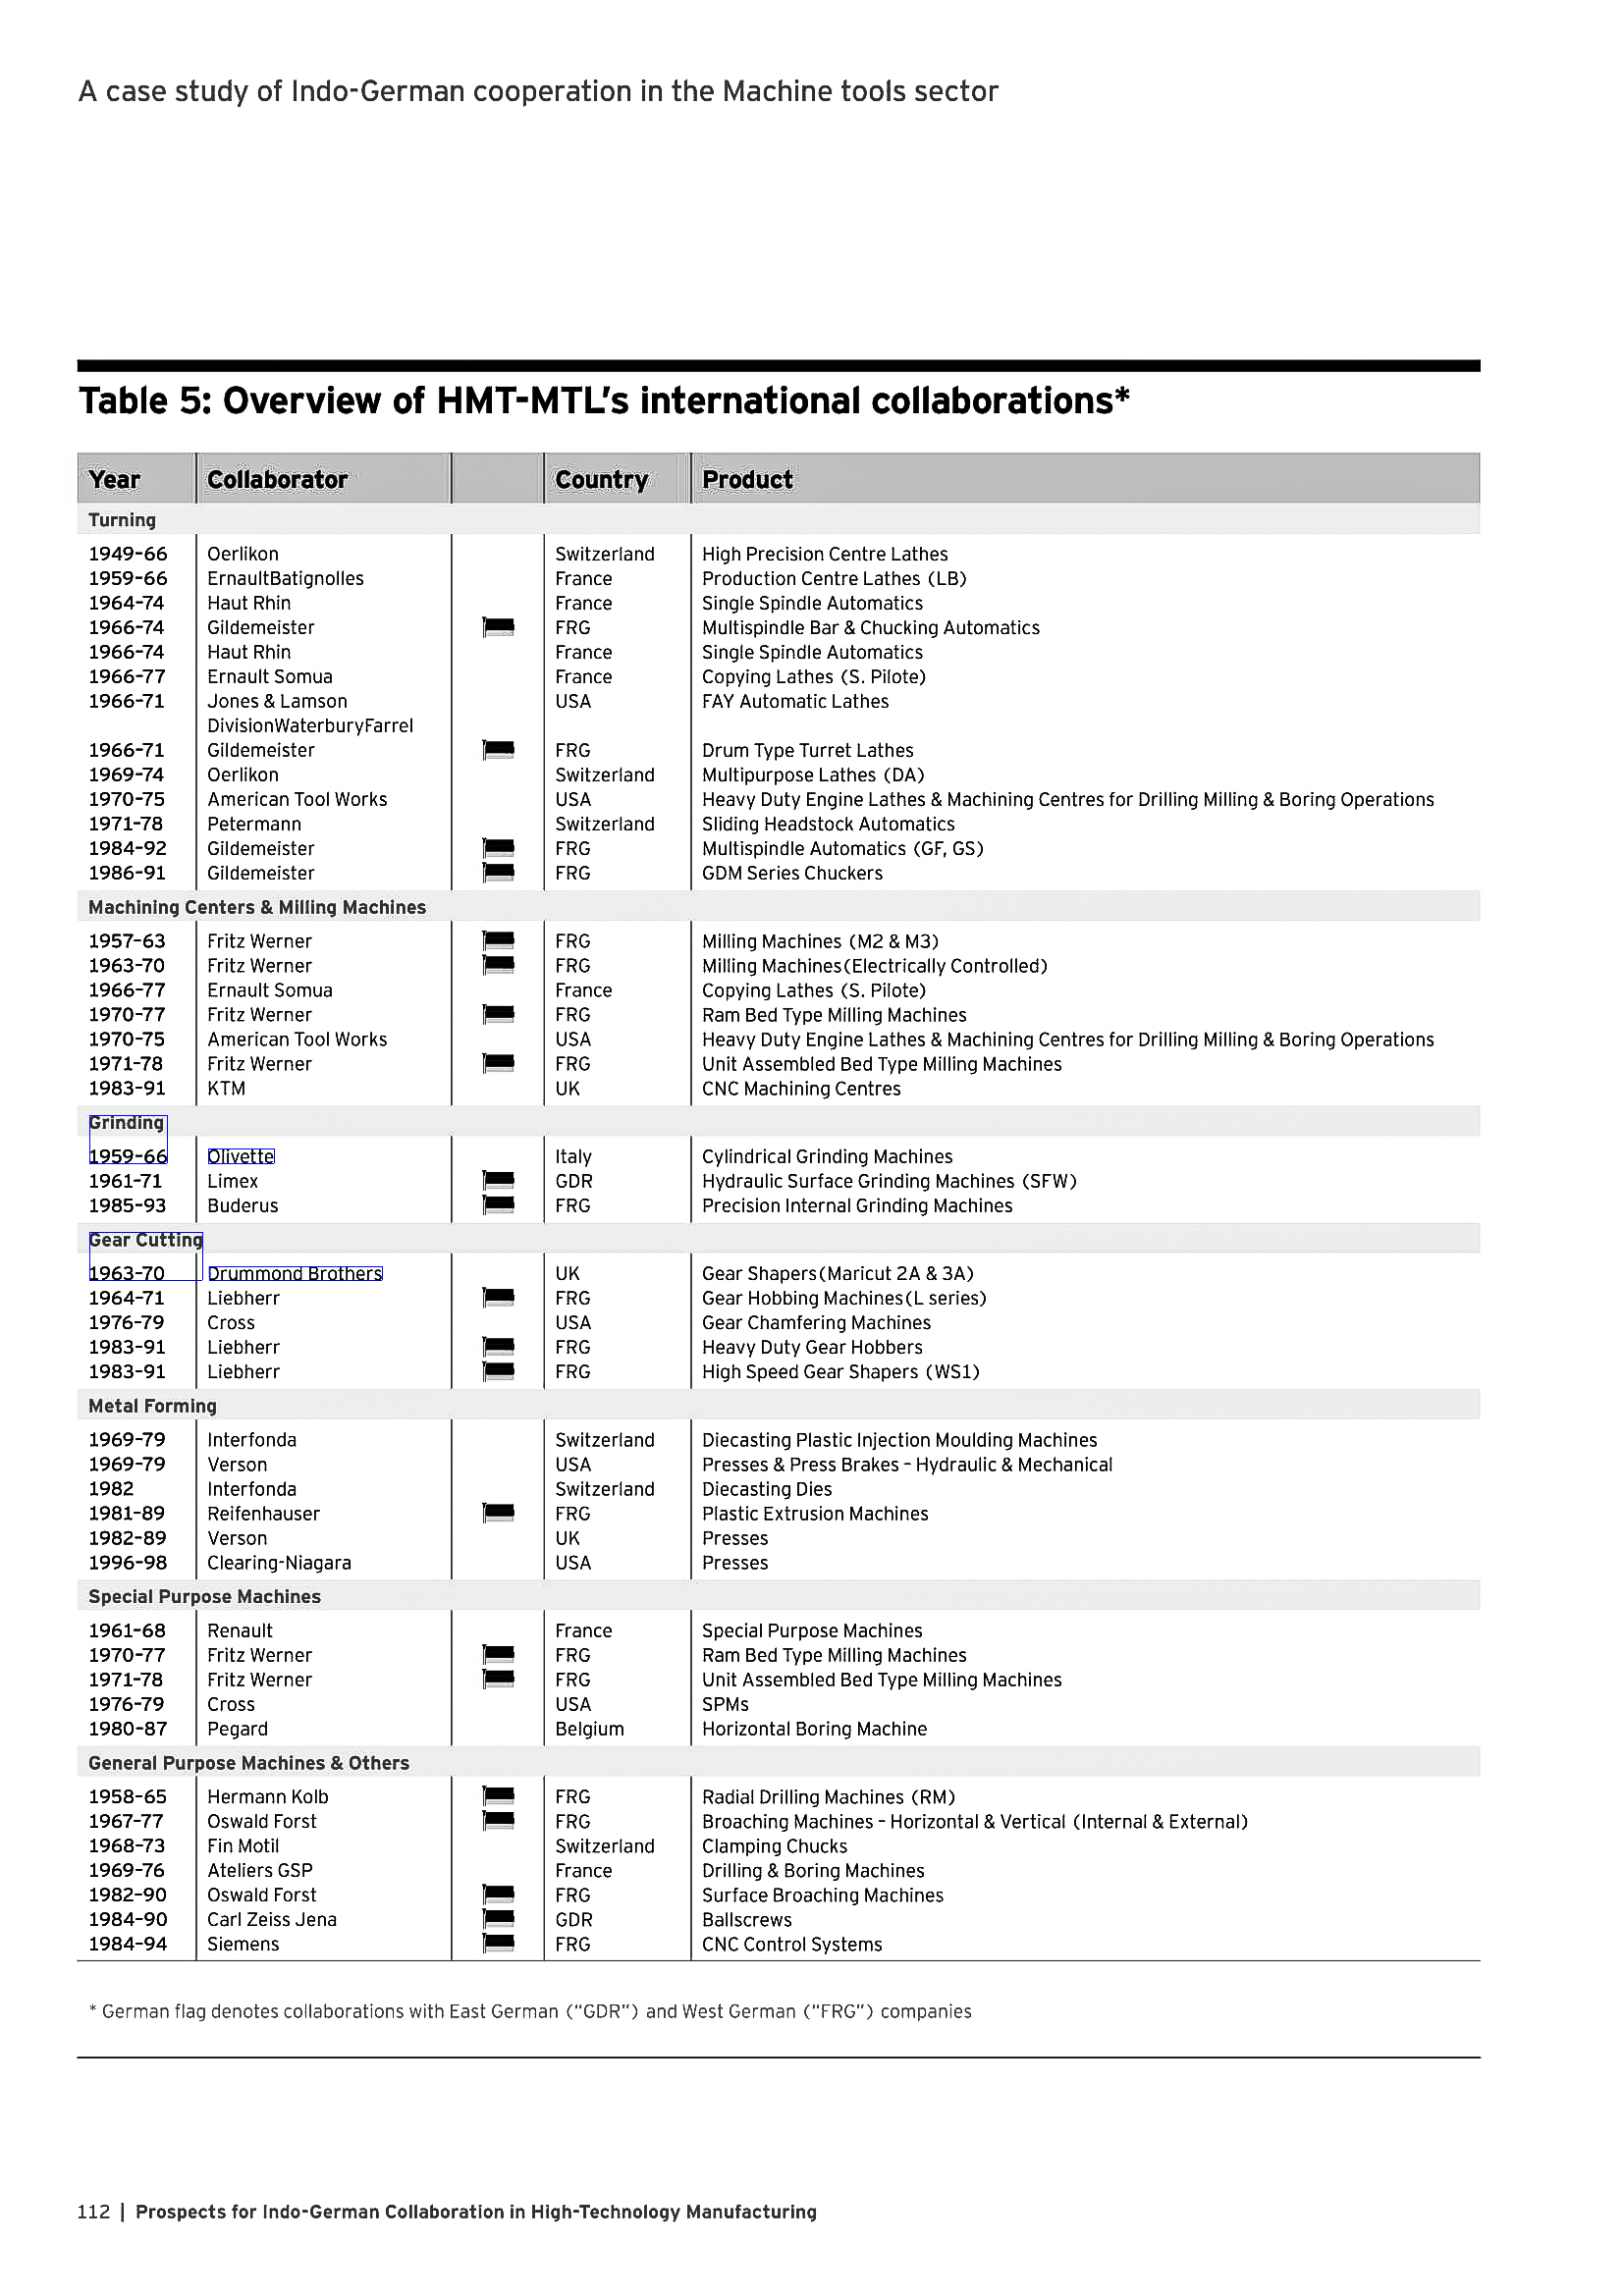 A case study of Indo-German cooperation in the Machine tools sector
Table 5: Overview of HMT-MTL's international collaborations*
Year Collaborator Country Product
Turning
1949-66 Oerlikon Switzerland High Precision Centre Lathes
1959-66 ErnaultBatignolles France Production Centre Lathes (LB)
1964-74 Haut Rhin France Single Spindle Automatics
1966-74 Gildemeister FRG Multispindle Bar & Chucking Automatics
1966-74 Haut Rhin France Single Spindle Automatics
1966-77 Ernault Somua France Copying Lathes (S. Pilote)
1966-71 Jones & Lamson USA FAY Automatic Lathes
DivisionWaterburyFarrel
1966-71 Gildemeister FRG Drum Type Turret Lathes
1969-74 Oerlikon Switzerland Multipurpose Lathes (DA)
1970-75 American Tool Works USA Heavy Duty Engine Lathes & Machining Centres for Drilling Milling & Boring Operations
1971-78 Petermann Switzerland Sliding Headstock Automatics
1984-92 Gildemeister FRG Multispindle Automatics (GF, GS)
1986-91 Gildemeister FRG GDM Series Chuckers
Machining Centers & Milling Machines
1957-63 Fritz Werner FRG Milling Machines (M2 & M3)
1963-70 Fritz Werner FRG Milling Machines(Electrically Controlled)
1966-77 Ernault Somua France Copying Lathes (S. Pilote)
1970-77 Fritz Werner FRG Ram Bed Type Milling Machines
1970-75 American Tool Works USA Heavy Duty Engine Lathes & Machining Centres for Drilling Milling & Boring Operations
1971-78 Fritz Werner FRG Unit Assembled Bed Type Milling Machines
1983-91 KTM UK CNC Machining Centres
Grinding
1959-66 Olivette Italy Cylindrical Grinding Machines
1961-71 Limex GDR Hydraulic Surface Grinding Machines (SFW)
1985-93 Buderus FRG Precision Internal Grinding Machines
Gear Cutting
1963-70 Drummond Brothers UK Gear Shapers(Maricut 2A & 3A)
1964-71 Liebherr FRG Gear Hobbing Machines(L series)
1976-79 Cross USA Gear Chamfering Machines
1983-91 Liebherr FRG Heavy Duty Gear Hobbers
1983-91 Liebherr FRG High Speed Gear Shapers (WS1)
Metal Forming
1969-79 Interfonda Switzerland Diecasting Plastic Injection Moulding Machines
1969-79 Verson USA Presses & Press Brakes – Hydraulic & Mechanical
1982 Interfonda Switzerland Diecasting Dies
1981-89 Reifenhauser FRG Plastic Extrusion Machines
1982-89 Verson UK Presses
1996-98 Clearing-Niagara USA Presses
Special Purpose Machines
1961-68 Renault France Special Purpose Machines
1970-77 Fritz Werner FRG Ram Bed Type Milling Machines
1971-78 Fritz Werner FRG Unit Assembled Bed Type Milling Machines
1976-79 Cross USA SPMs
1980-87 Pegard Belgium Horizontal Boring Machine
General Purpose Machines & Others
1958-65 Hermann Kolb FRG Radial Drilling Machines (RM)
1967-77 Oswald Forst FRG Broaching Machines – Horizontal & Vertical (Internal & External)
1968-73 Fin Motil Switzerland Clamping Chucks
1969-76 Ateliers GSP France Drilling & Boring Machines
1982-90 Oswald Forst FRG Surface Broaching Machines
1984-90 Carl Zeiss Jena GDR Ballscrews
1984-94 Siemens FRG CNC Control Systems
* German flag denotes collaborations with East German ("GDR") and West German ("FRG") companies
112 | Prospects for Indo-German Collaboration in High-Technology Manufacturing